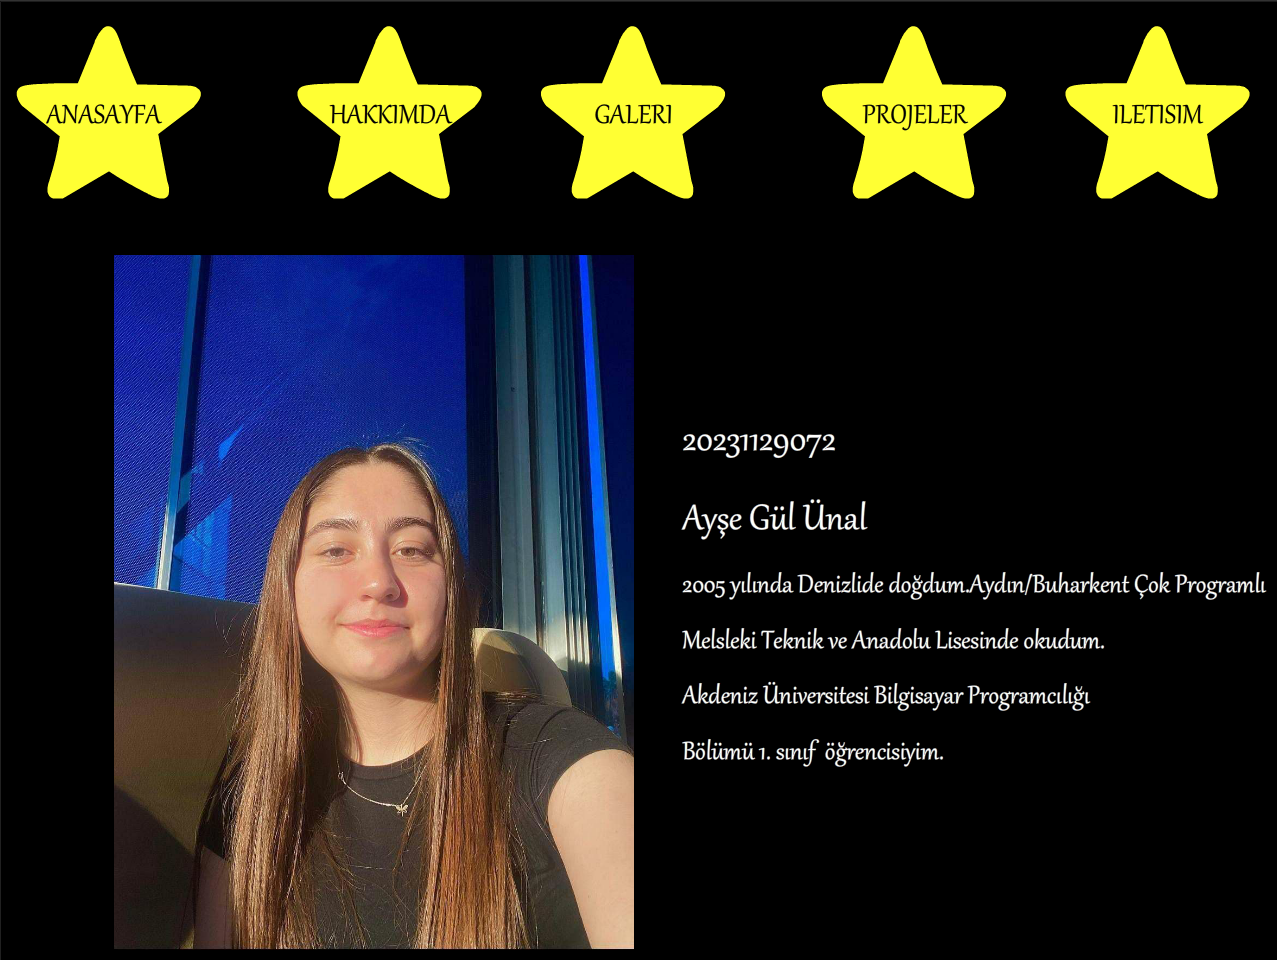 ANASAYFA
HAKKIMDA
GALERI
PROJELER
ILETISIM
20231129072
Ayşe Gül Ünal
2005 yılında Denizlide doğdum.Aydın/Buharkent Çok Programlı
Melsleki Teknik ve Anadolu Lisesinde okudum.
Akdeniz Üniversitesi Bilgisayar Programcılığı
Bölümü 1. sınıf öğrencisiyim.